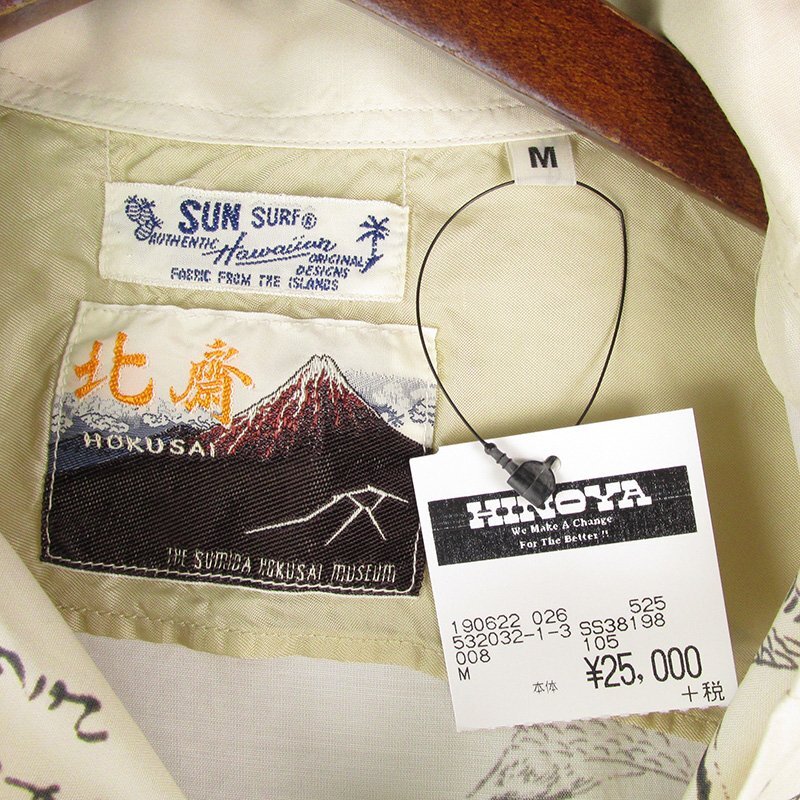 M
SUN SURF®
AUTHENTIC Hawaiian ORIGINAL DESIGNS
FABRIC FROM THE ISLANDS
北齋
HOKUSAI
THE SUMIDA HOKUSAI MUSEUM
HINOYA
We Make A Change
For The Better !!
190622 026 525
532032-1-3 SS38198
008 105
M 本体 ¥25,000
+税